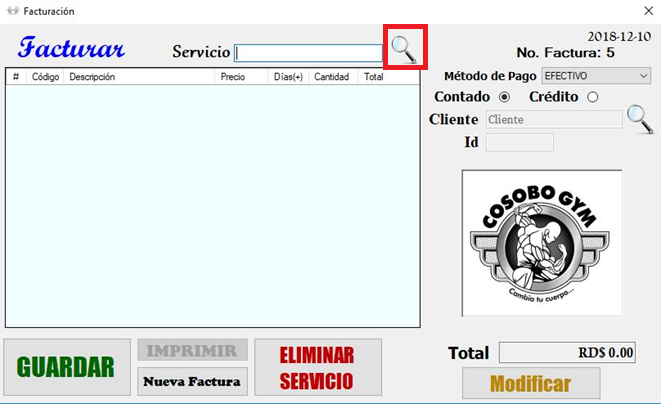 Facturación
2018-12-10
Facturar
Servicio
No. Factura: 5
# Código Descripción Precio Días(+) Cantidad Total
Método de Pago EFECTIVO
Contado Crédito
Cliente Cliente
Id
COSOBO GYM
Cambia tu cuerpo...
GUARDAR
IMPRIMIR
Nueva Factura
ELIMINAR
SERVICIO
Total RD$ 0.00
Modificar